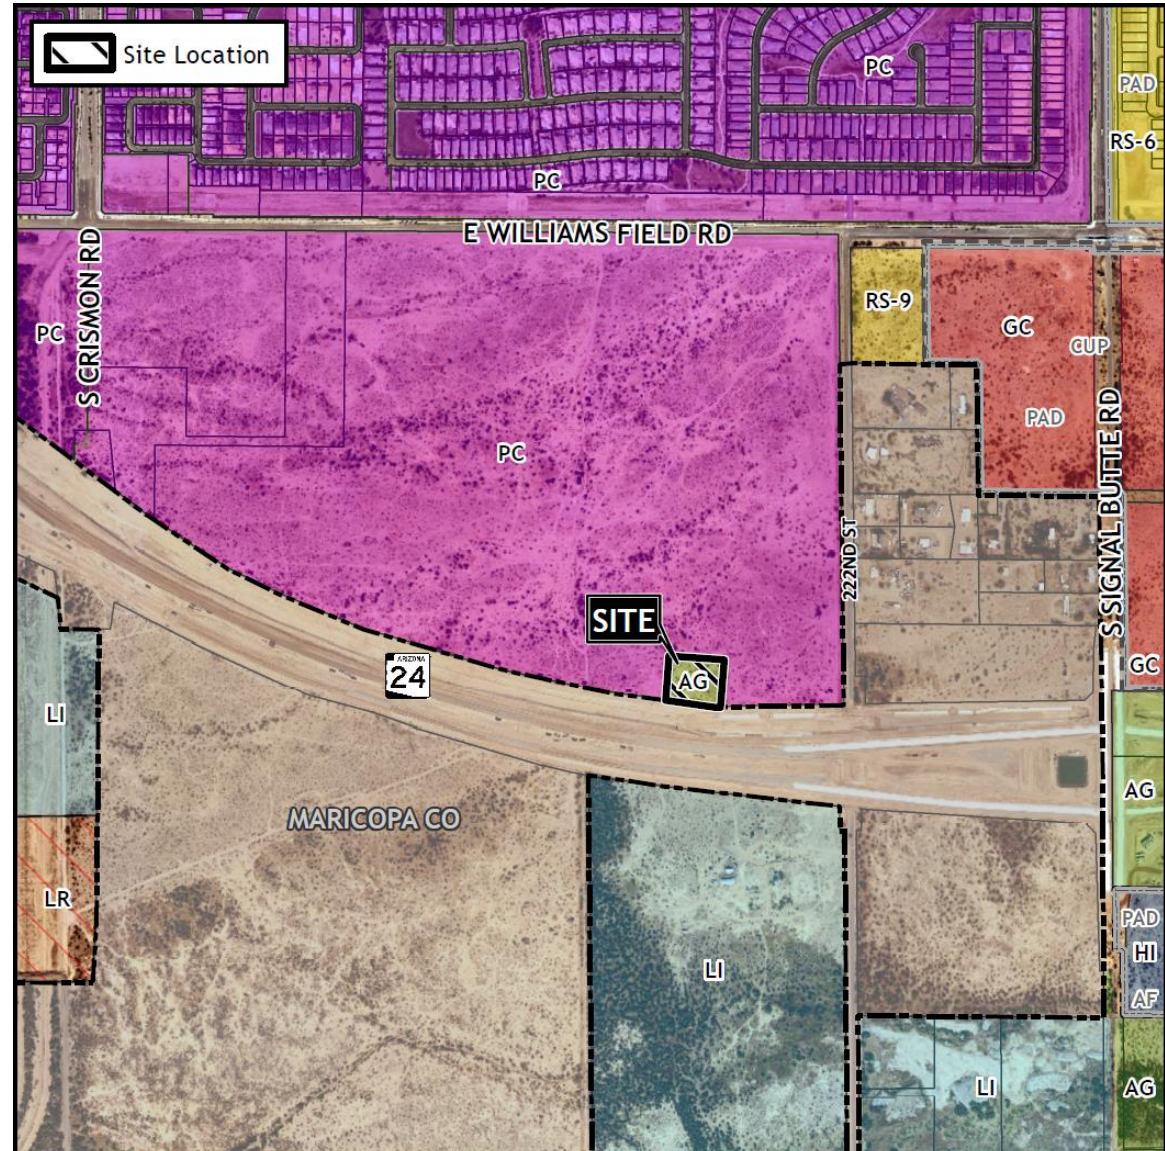 Site Location
PC
PAD
RS-6
PC
E WILLIAMS FIELD RD
S CRISMON RD
PC
RS-9
GC
CUP
PAD
PC
S SIGNAL BUTTE RD
222ND ST
SITE
AG
GC
ARIZONA
24
LI
AG
MARICOPA CO
LR
PAD
HI
AF
LI
LI
AG